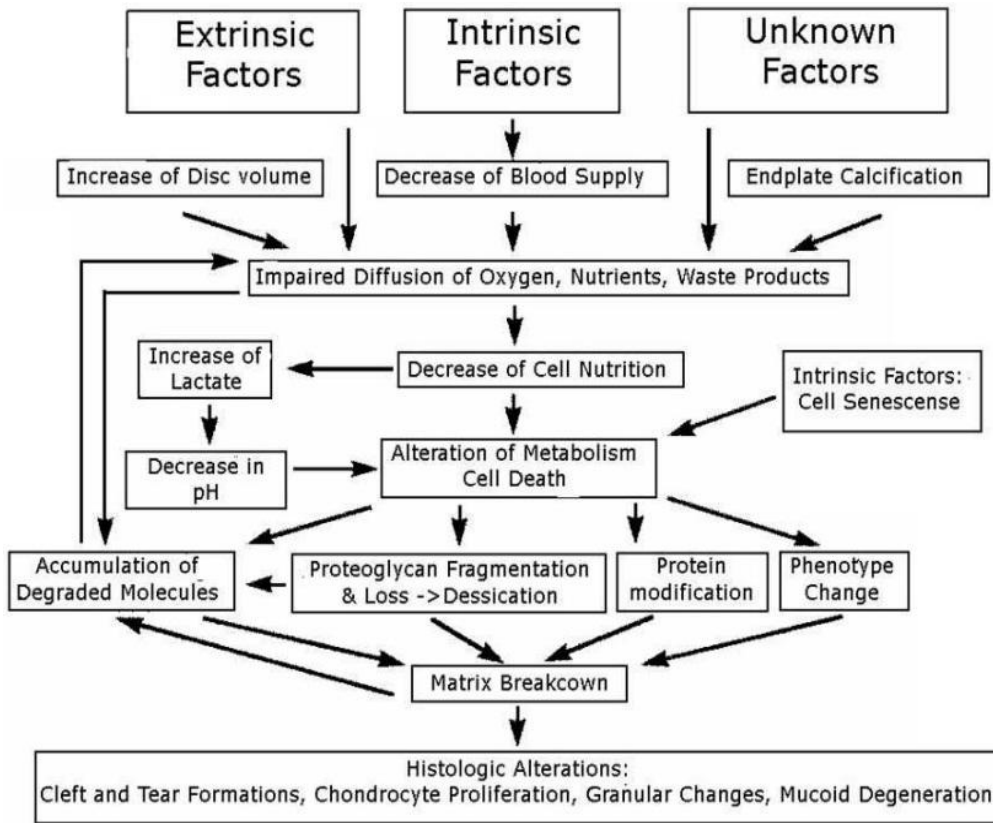 Extrinsic
Factors
Intrinsic
Factors
Unknown
Factors
Increase of Disc volume
Decrease of Blood Supply
Endplate Calcification
Impaired Diffusion of Oxygen, Nutrients, Waste Products
Increase of
Lactate
Decrease of Cell Nutrition
Intrinsic Factors:
Cell Senescense
Decrease in
pH
Alteration of Metabolism
Cell Death
Accumulation of
Degraded Molecules
Proteoglycan Fragmentation
& Loss ->Dessication
Protein
modification
Phenotype
Change
Matrix Breakcown
Histologic Alterations:
Cleft and Tear Formations, Chondrocyte Proliferation, Granular Changes, Mucoid Degeneration